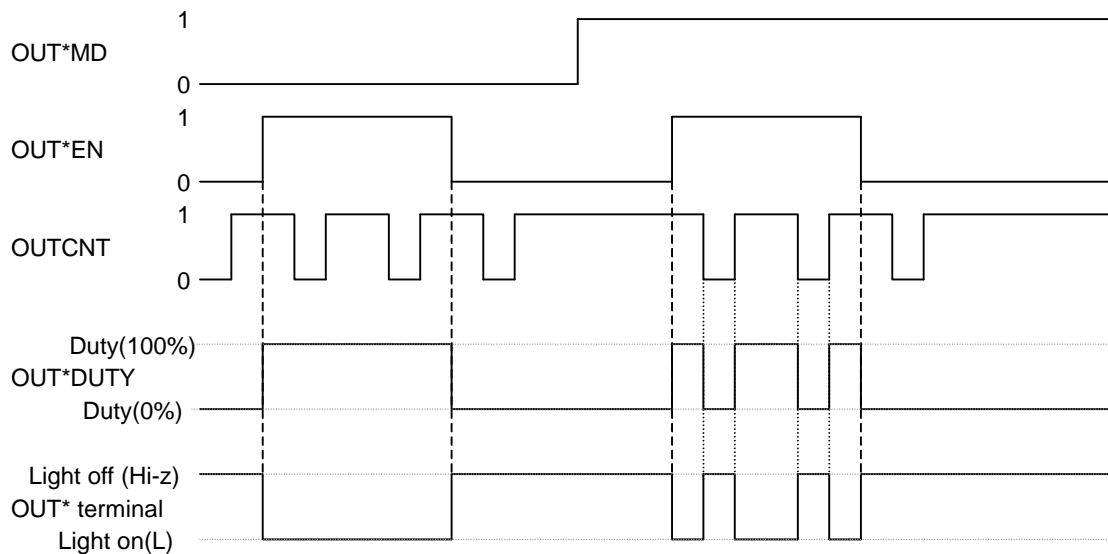 1
OUT*MD
0
1
OUT*EN
0
1
OUTCNT
0
Duty(100%)
OUT*DUTY
Duty(0%)
Light off (Hi-z)
OUT* terminal
Light on(L)